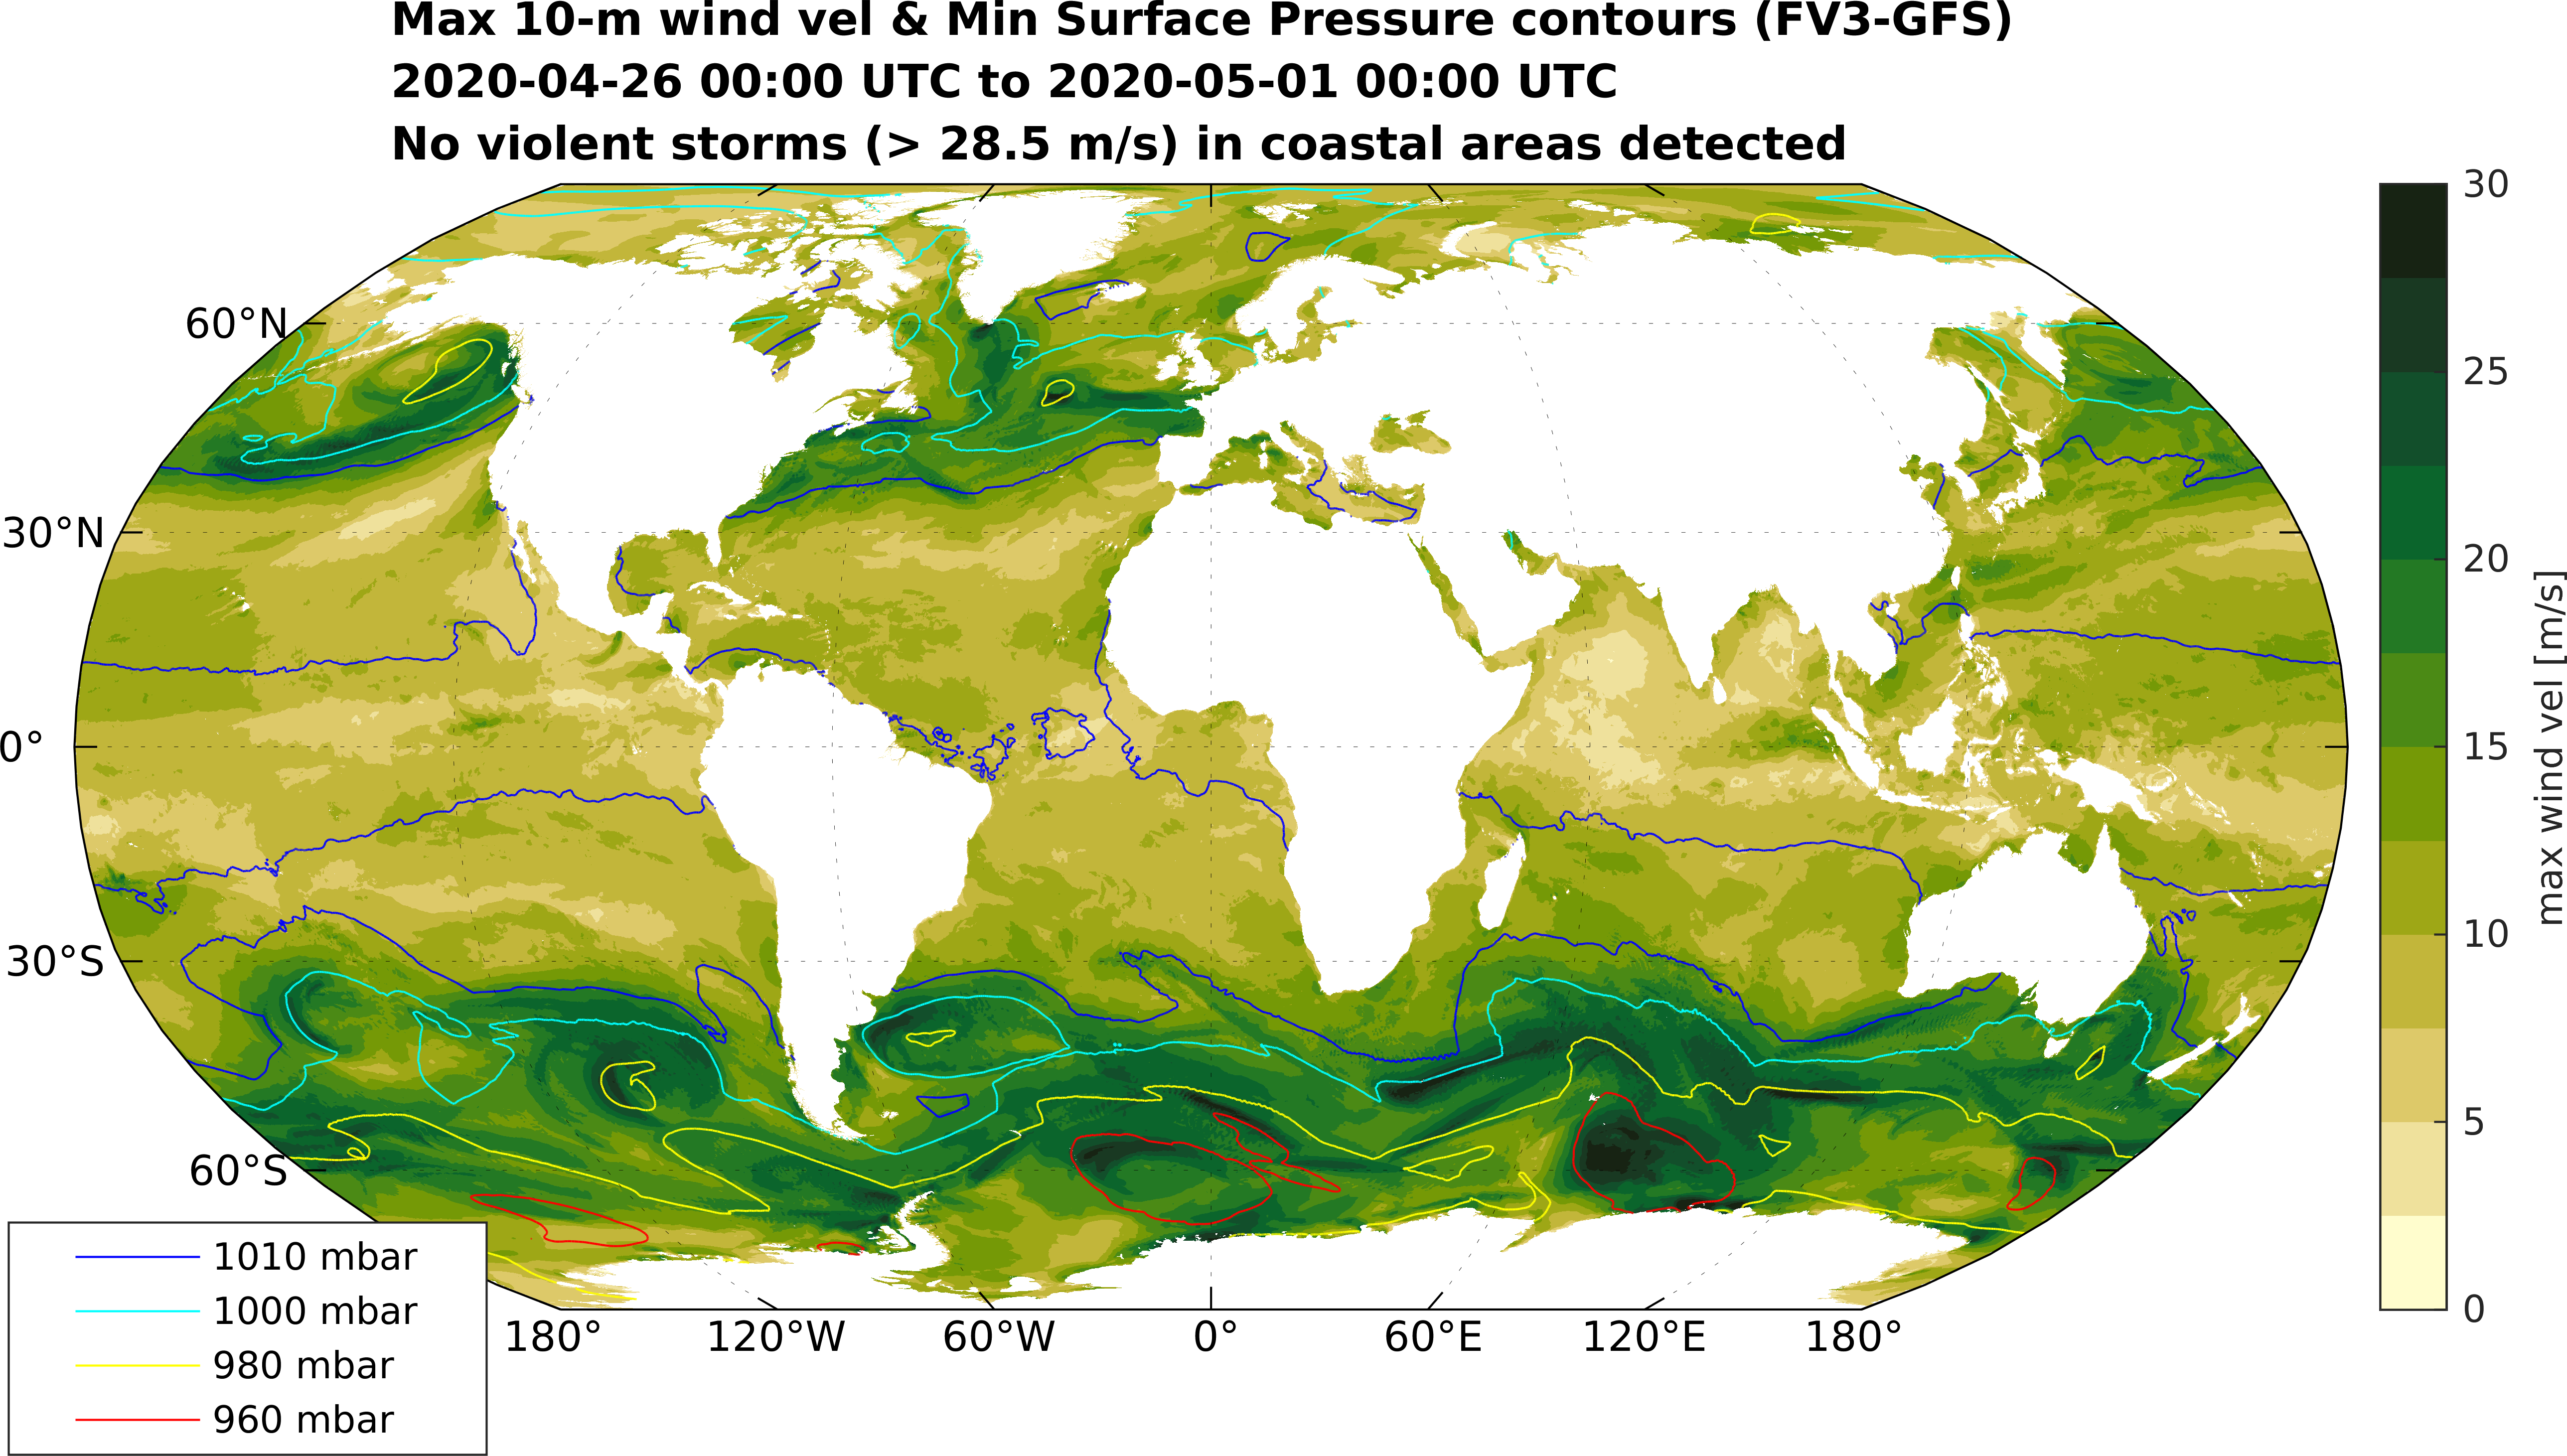 Max 10-m wind vel & Min Surface Pressure contours (FV3-GFS)
2020-04-26 00:00 UTC to 2020-05-01 00:00 UTC
No violent storms (> 28.5 m/s) in coastal areas detected
60°N
30°N
0°
30°S
60°S
180°
120°W
60°W
0°
60°E
120°E
180°
1010 mbar
1000 mbar
980 mbar
960 mbar
30
25
20
15
10
5
0
max wind vel [m/s]